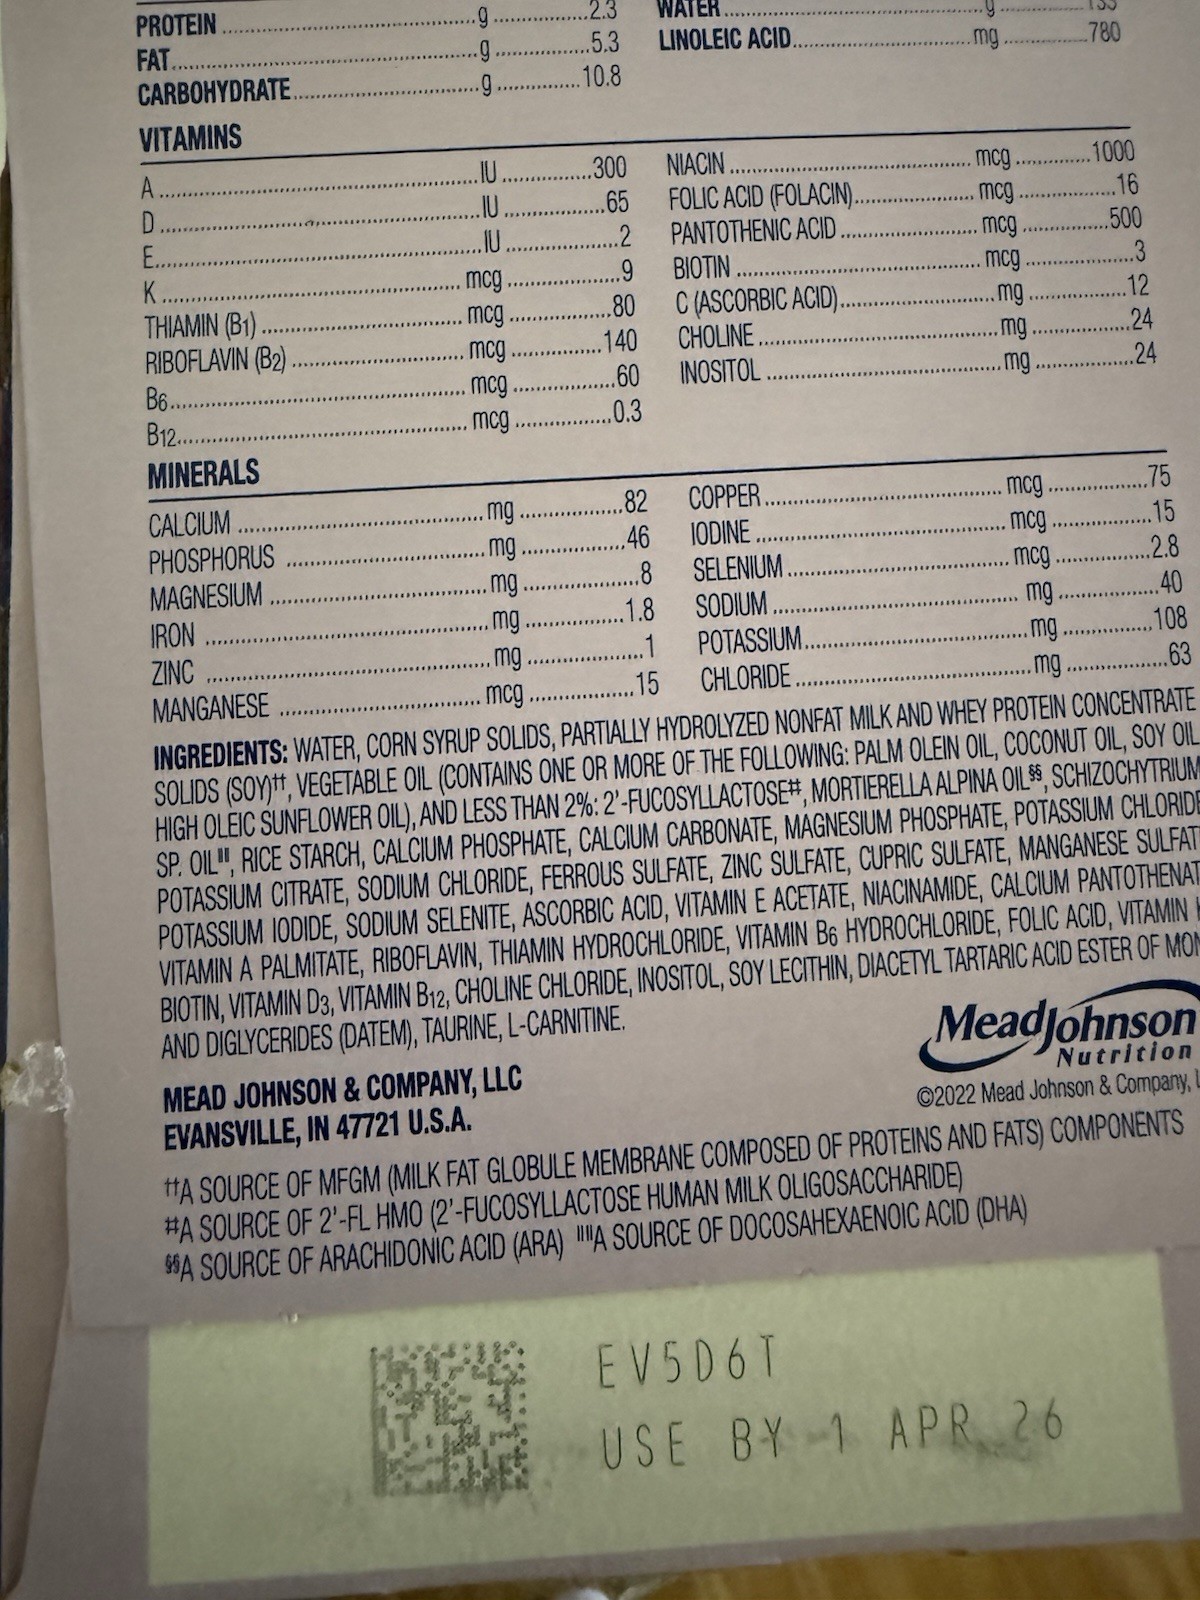 PROTEIN ........ g ........ 2.3
FAT ........ g ........ 5.3
CARBOHYDRATE ........ g ........ 10.8
WATER ........ g ........ 133
LINOLEIC ACID ........ mg ........ 780
VITAMINS
A ........ IU ........ 300
D ........ IU ........ 65
E ........ IU ........ 2
K ........ mcg ........ 9
THIAMIN (B1) ........ mcg ........ 80
RIBOFLAVIN (B2) ........ mcg ........ 140
B6 ........ mcg ........ 60
B12 ........ mcg ........ 0.3
NIACIN ........ mcg ........ 1000
FOLIC ACID (FOLACIN) ........ mcg ........ 16
PANTOTHENIC ACID ........ mcg ........ 500
BIOTIN ........ mcg ........ 3
C (ASCORBIC ACID) ........ mg ........ 12
CHOLINE ........ mg ........ 24
INOSITOL ........ mg ........ 24
MINERALS
CALCIUM ........ mg ........ 82
PHOSPHORUS ........ mg ........ 46
MAGNESIUM ........ mg ........ 8
IRON ........ mg ........ 1.8
ZINC ........ mg ........ 1
MANGANESE ........ mcg ........ 15
COPPER ........ mcg ........ 75
IODINE ........ mcg ........ 15
SELENIUM ........ mcg ........ 2.8
SODIUM ........ mg ........ 40
POTASSIUM ........ mg ........ 108
CHLORIDE ........ mg ........ 63
INGREDIENTS: WATER, CORN SYRUP SOLIDS, PARTIALLY HYDROLYZED NONFAT MILK AND WHEY PROTEIN CONCENTRATE
SOLIDS (SOY)††, VEGETABLE OIL (CONTAINS ONE OR MORE OF THE FOLLOWING: PALM OLEIN OIL, COCONUT OIL, SOY OIL
HIGH OLEIC SUNFLOWER OIL), AND LESS THAN 2%: 2'-FUCOSYLLACTOSE‡‡, MORTIERELLA ALPINA OIL§§, SCHIZOCHYTRIUM
SP. OIL‖‖, RICE STARCH, CALCIUM PHOSPHATE, CALCIUM CARBONATE, MAGNESIUM PHOSPHATE, POTASSIUM CHLORIDE
POTASSIUM CITRATE, SODIUM CHLORIDE, FERROUS SULFATE, ZINC SULFATE, CUPRIC SULFATE, MANGANESE SULFAT
POTASSIUM IODIDE, SODIUM SELENITE, ASCORBIC ACID, VITAMIN E ACETATE, NIACINAMIDE, CALCIUM PANTOTHENAT
VITAMIN A PALMITATE, RIBOFLAVIN, THIAMIN HYDROCHLORIDE, VITAMIN B6 HYDROCHLORIDE, FOLIC ACID, VITAMIN K
BIOTIN, VITAMIN D3, VITAMIN B12, CHOLINE CHLORIDE, INOSITOL, SOY LECITHIN, DIACETYL TARTARIC ACID ESTER OF MON
AND DIGLYCERIDES (DATEM), TAURINE, L-CARNITINE.
MeadJohnson
Nutrition
©2022 Mead Johnson & Company, L
MEAD JOHNSON & COMPANY, LLC
EVANSVILLE, IN 47721 U.S.A.
††A SOURCE OF MFGM (MILK FAT GLOBULE MEMBRANE COMPOSED OF PROTEINS AND FATS) COMPONENTS
‡‡A SOURCE OF 2'-FL HMO (2'-FUCOSYLLACTOSE HUMAN MILK OLIGOSACCHARIDE)
§§A SOURCE OF ARACHIDONIC ACID (ARA) ‖‖A SOURCE OF DOCOSAHEXAENOIC ACID (DHA)
EV5D6T
USE BY 1 APR 26